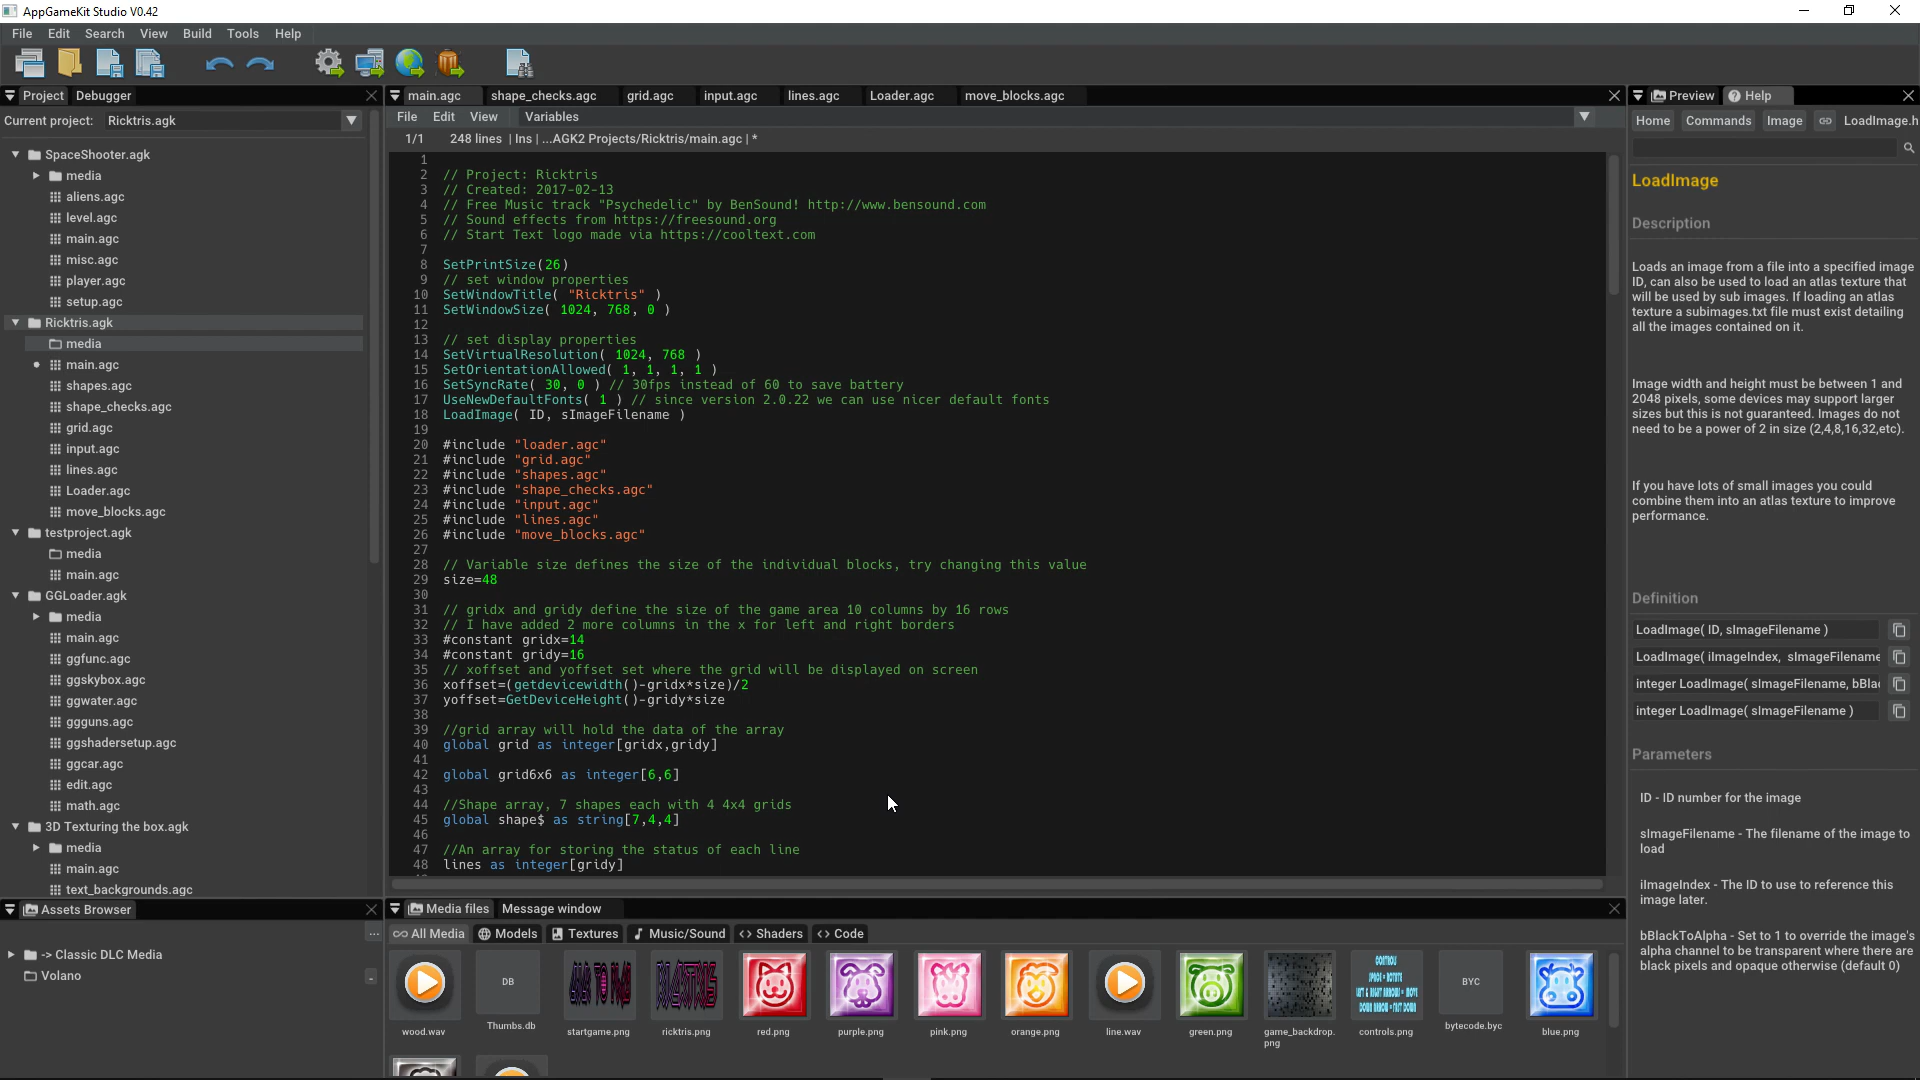 AppGameKit Studio V0.42
File Edit Search View Build Tools Help
Project Debugger
Current project: Ricktris.agk
SpaceShooter.agk
media
aliens.agc
level.agc
main.agc
misc.agc
player.agc
setup.agc
Ricktris.agk
media
main.agc
shapes.agc
shape_checks.agc
grid.agc
input.agc
lines.agc
Loader.agc
move_blocks.agc
testproject.agk
media
main.agc
GGLoader.agk
media
main.agc
ggfunc.agc
ggskybox.agc
ggwater.agc
ggguns.agc
ggshadersetup.agc
ggcar.agc
edit.agc
math.agc
3D Texturing the box.agk
media
main.agc
text_backgrounds.agc
Assets Browser
...
-> Classic DLC Media
Volano
main.agc shape_checks.agc grid.agc input.agc lines.agc Loader.agc move_blocks.agc
File Edit View Variables
1/1 248 lines | Ins | ...AGK2 Projects/Ricktris/main.agc | *
1
2 // Project: Ricktris
3 // Created: 2017-02-13
4 // Free Music track "Psychedelic" by BenSound! http://www.bensound.com
5 // Sound effects from https://freesound.org
6 // Start Text logo made via https://cooltext.com
7
8 SetPrintSize(26)
9 // set window properties
10 SetWindowTitle( "Ricktris" )
11 SetWindowSize( 1024, 768, 0 )
12
13 // set display properties
14 SetVirtualResolution( 1024, 768 )
15 SetOrientationAllowed( 1, 1, 1, 1 )
16 SetSyncRate( 30, 0 ) // 30fps instead of 60 to save battery
17 UseNewDefaultFonts( 1 ) // since version 2.0.22 we can use nicer default fonts
18 LoadImage( ID, sImageFilename )
19
20 #include "loader.agc"
21 #include "grid.agc"
22 #include "shapes.agc"
23 #include "shape_checks.agc"
24 #include "input.agc"
25 #include "lines.agc"
26 #include "move_blocks.agc"
27
28 // Variable size defines the size of the individual blocks, try changing this value
29 size=48
30
31 // gridx and gridy define the size of the game area 10 columns by 16 rows
32 // I have added 2 more columns in the x for left and right borders
33 #constant gridx=14
34 #constant gridy=16
35 // xoffset and yoffset set where the grid will be displayed on screen
36 xoffset=(getdevicewidth()-gridx*size)/2
37 yoffset=GetDeviceHeight()-gridy*size
38
39 //grid array will hold the data of the array
40 global grid as integer[gridx,gridy]
41
42 global grid6x6 as integer[6,6]
43
44 //Shape array, 7 shapes each with 4 4x4 grids
45 global shape$ as string[7,4,4]
46
47 //An array for storing the status of each line
48 lines as integer[gridy]
Media files Message window
All Media Models Textures Music/Sound Shaders Code
DB
BYC
CONTROLS
SPACE = ROTATE
LEFT & RIGHT ARROWS = MOVE
DOWN ARROW = FAST DOWN
wood.wav Thumbs.db startgame.png ricktris.png red.png purple.png pink.png orange.png line.wav green.png game_backdrop.png controls.png bytecode.byc blue.png
Preview Help
Home Commands Image LoadImage.h
LoadImage
Description
Loads an image from a file into a specified image
ID, can also be used to load an atlas texture that
will be used by sub images. If loading an atlas
texture a subimages.txt file must exist detailing
all the images contained on it.
Image width and height must be between 1 and
2048 pixels, some devices may support larger
sizes but this is not guaranteed. Images do not
need to be a power of 2 in size (2,4,8,16,32,etc).
If you have lots of small images you could
combine them into an atlas texture to improve
performance.
Definition
LoadImage( ID, sImageFilename )
LoadImage( iImageIndex, sImageFilename
integer LoadImage( sImageFilename, bBla
integer LoadImage( sImageFilename )
Parameters
ID - ID number for the image
sImageFilename - The filename of the image to
load
iImageIndex - The ID to use to reference this
image later.
bBlackToAlpha - Set to 1 to override the image's
alpha channel to be transparent where there are
black pixels and opaque otherwise (default 0)